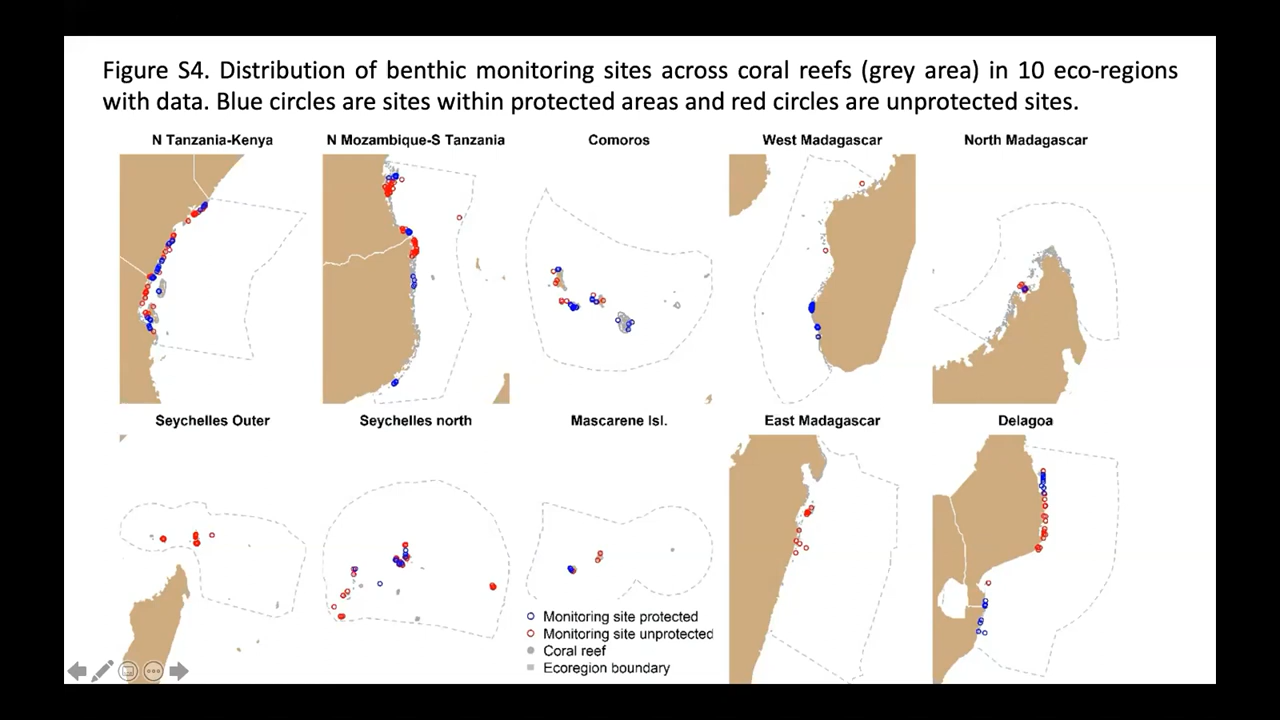 Figure S4. Distribution of benthic monitoring sites across coral reefs (grey area) in 10 eco-regions
with data. Blue circles are sites within protected areas and red circles are unprotected sites.
N Tanzania-Kenya
N Mozambique-S Tanzania
Comoros
West Madagascar
North Madagascar
Seychelles Outer
Seychelles north
Mascarene Isl.
East Madagascar
Delagoa
Monitoring site protected
Monitoring site unprotected
Coral reef
Ecoregion boundary